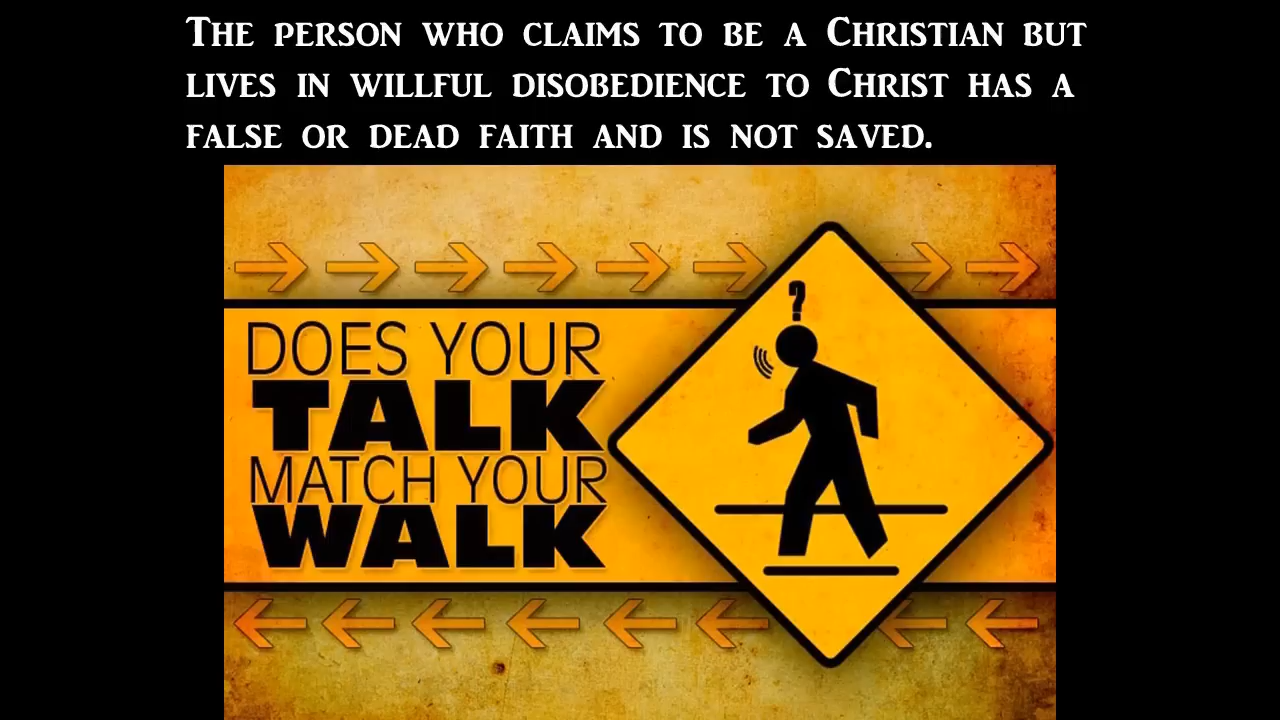 The person who claims to be a Christian but
lives in willful disobedience to Christ has a
false or dead faith and is not saved.
?
DOES YOUR
TALK
MATCH YOUR
WALK